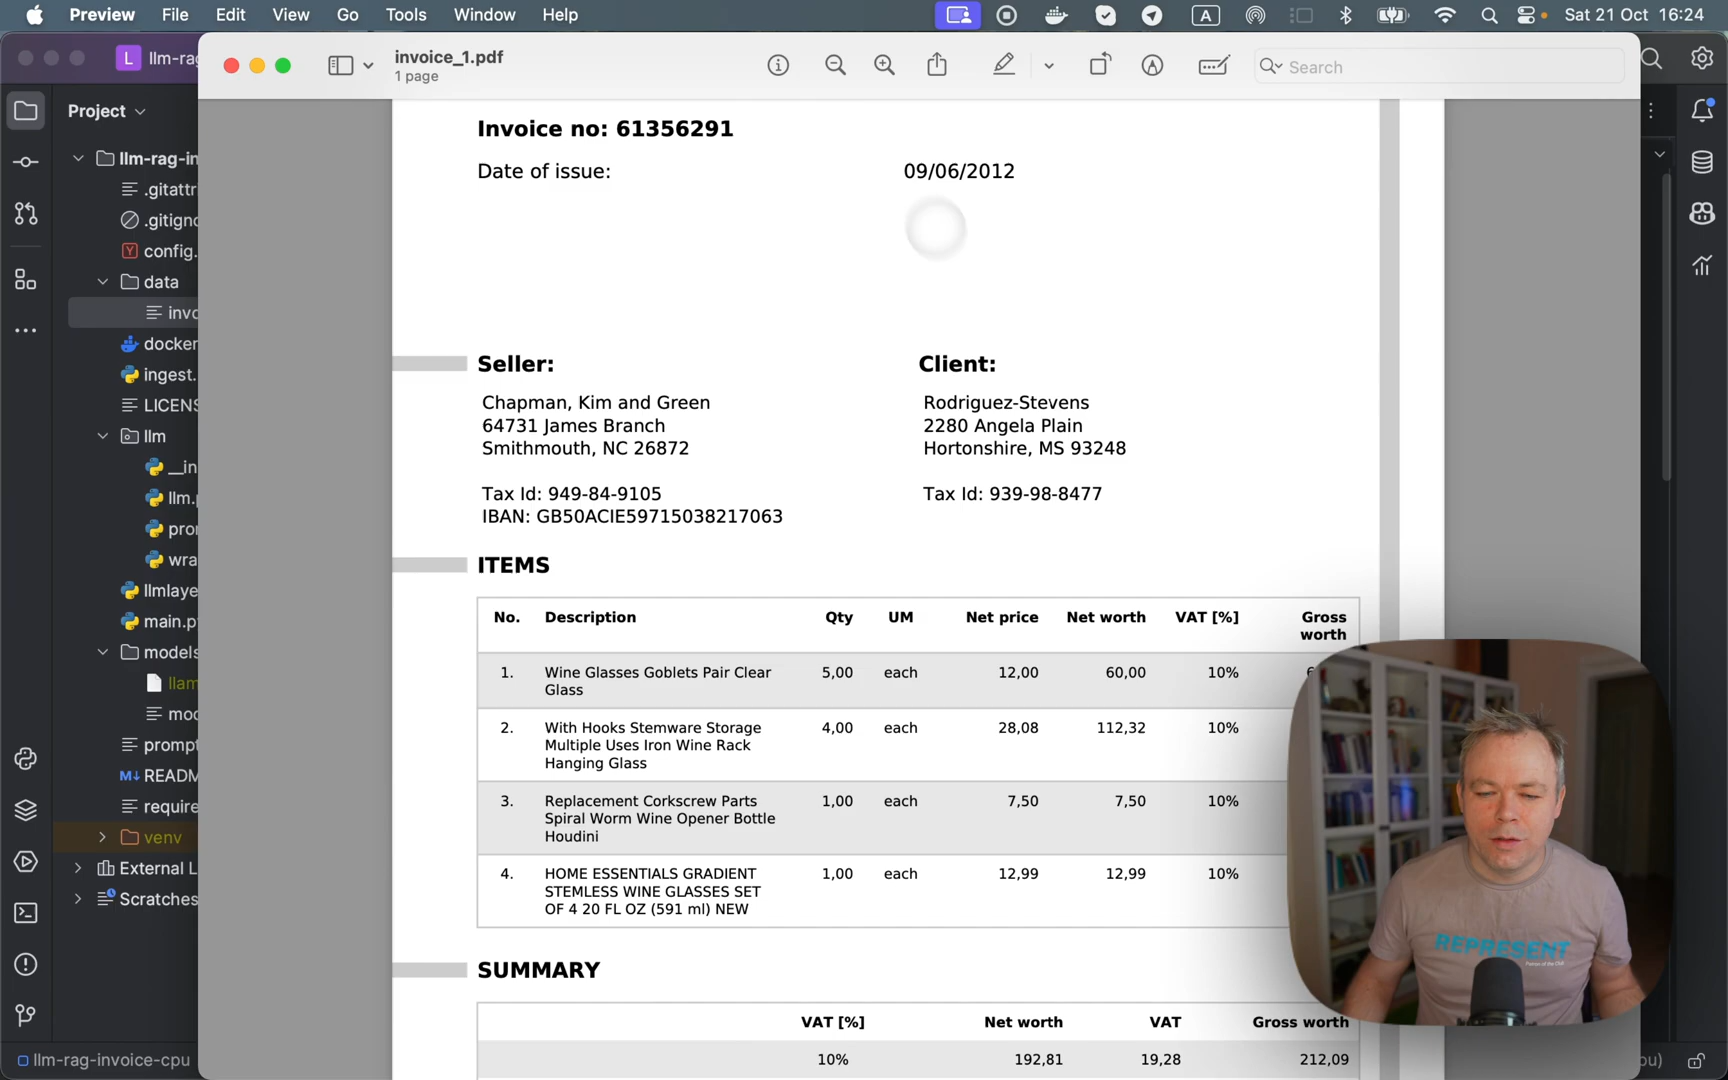 Preview File Edit View Go Tools Window Help
A
Sat 21 Oct 16:24
L llm-rag
invoice_1.pdf
1 page
Search
Project
llm-rag-in
.gitattri
.gitigno
config.
data
invo
docker
ingest.
LICENS
llm
__in
llm.p
pro
wra
llmlaye
main.p
models
llam
mod
prompt
README
require
venv
External L
Scratches
llm-rag-invoice-cpu
Invoice no: 61356291
Date of issue: 09/06/2012
Seller:
Chapman, Kim and Green
64731 James Branch
Smithmouth, NC 26872
Tax Id: 949-84-9105
IBAN: GB50ACIE59715038217063
Client:
Rodriguez-Stevens
2280 Angela Plain
Hortonshire, MS 93248
Tax Id: 939-98-8477
ITEMS
No. Description Qty UM Net price Net worth VAT [%] Gross
worth
1. Wine Glasses Goblets Pair Clear 5,00 each 12,00 60,00 10%
Glass
2. With Hooks Stemware Storage 4,00 each 28,08 112,32 10%
Multiple Uses Iron Wine Rack
Hanging Glass
3. Replacement Corkscrew Parts 1,00 each 7,50 7,50 10%
Spiral Worm Wine Opener Bottle
Houdini
4. HOME ESSENTIALS GRADIENT 1,00 each 12,99 12,99 10%
STEMLESS WINE GLASSES SET
OF 4 20 FL OZ (591 ml) NEW
SUMMARY
VAT [%] Net worth VAT Gross worth
10% 192,81 19,28 212,09
REPRESENT